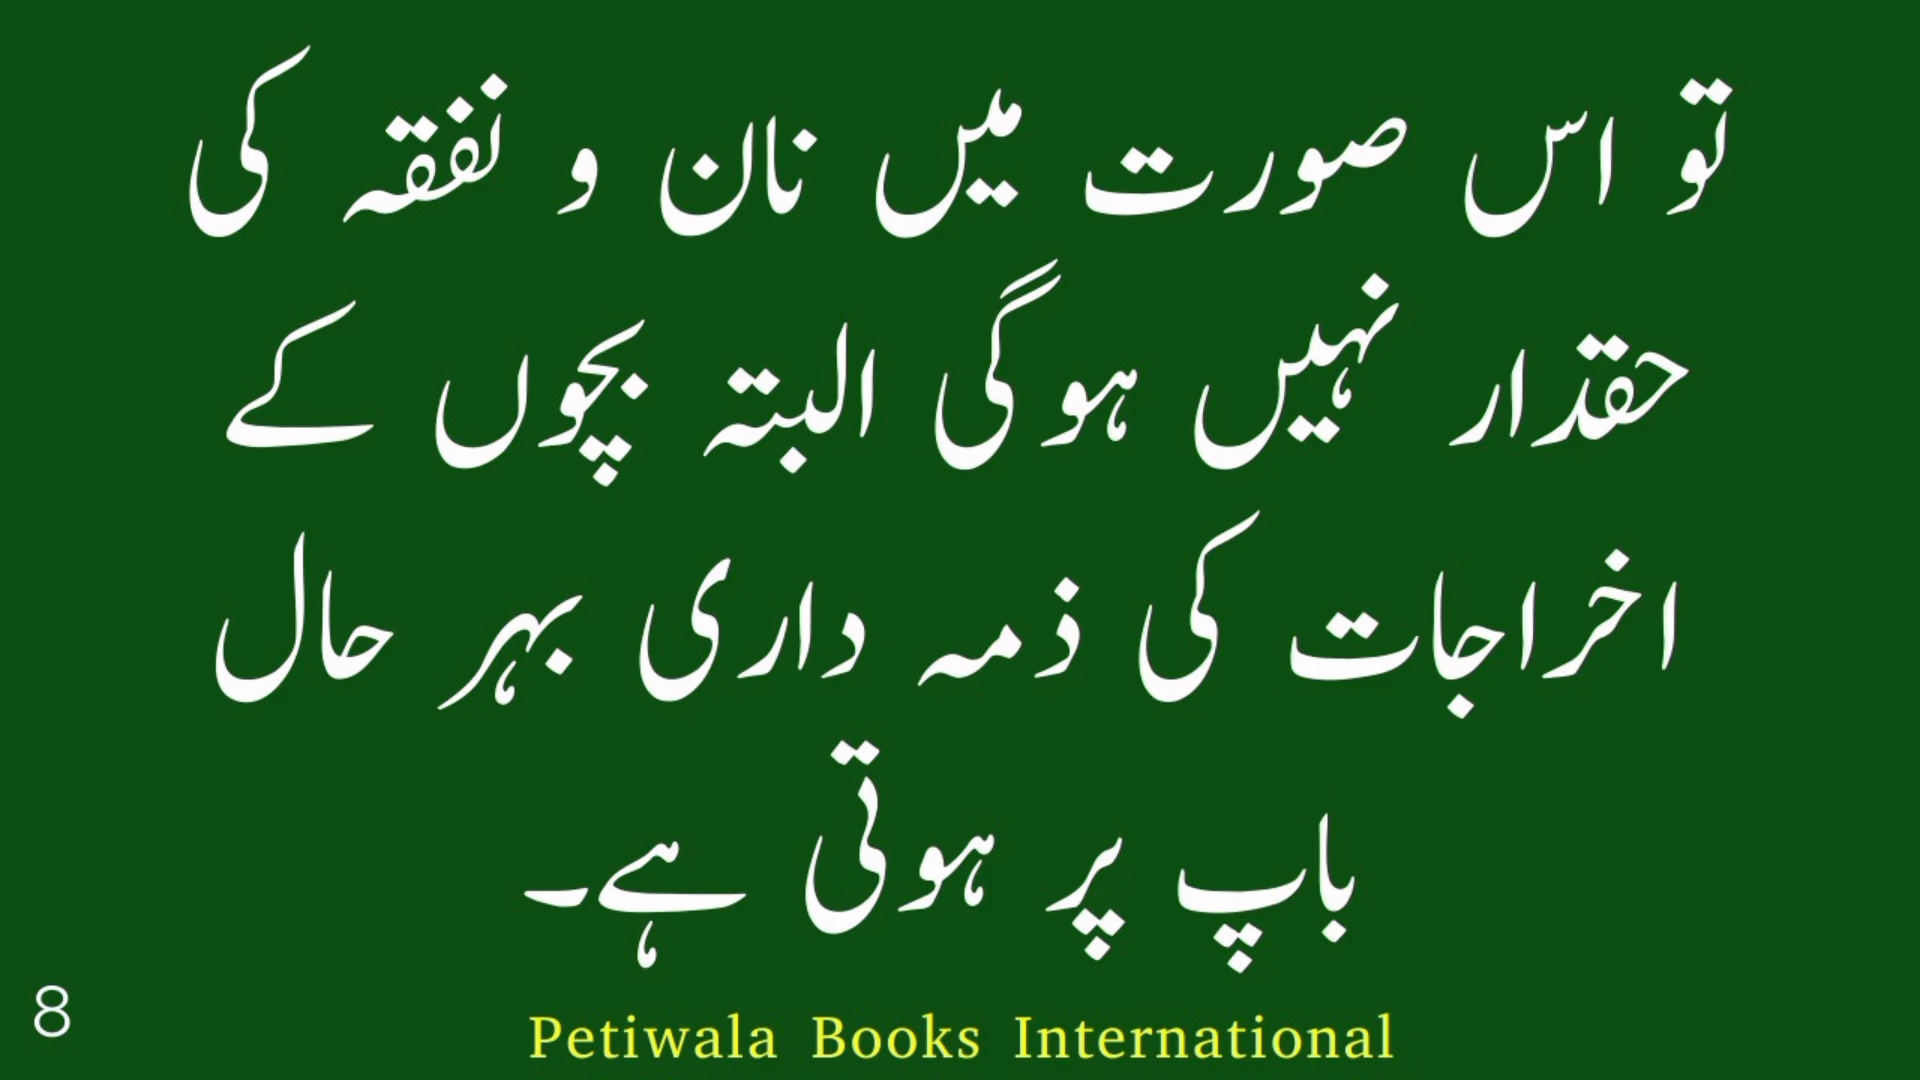 تو اس صورت میں نان و نفقہ کی
حقدار نہیں ہوگی البتہ بچوں کے
اخراجات کی ذمہ داری بہر حال
باپ پر ہوتی ہے۔
8
Petiwala Books International